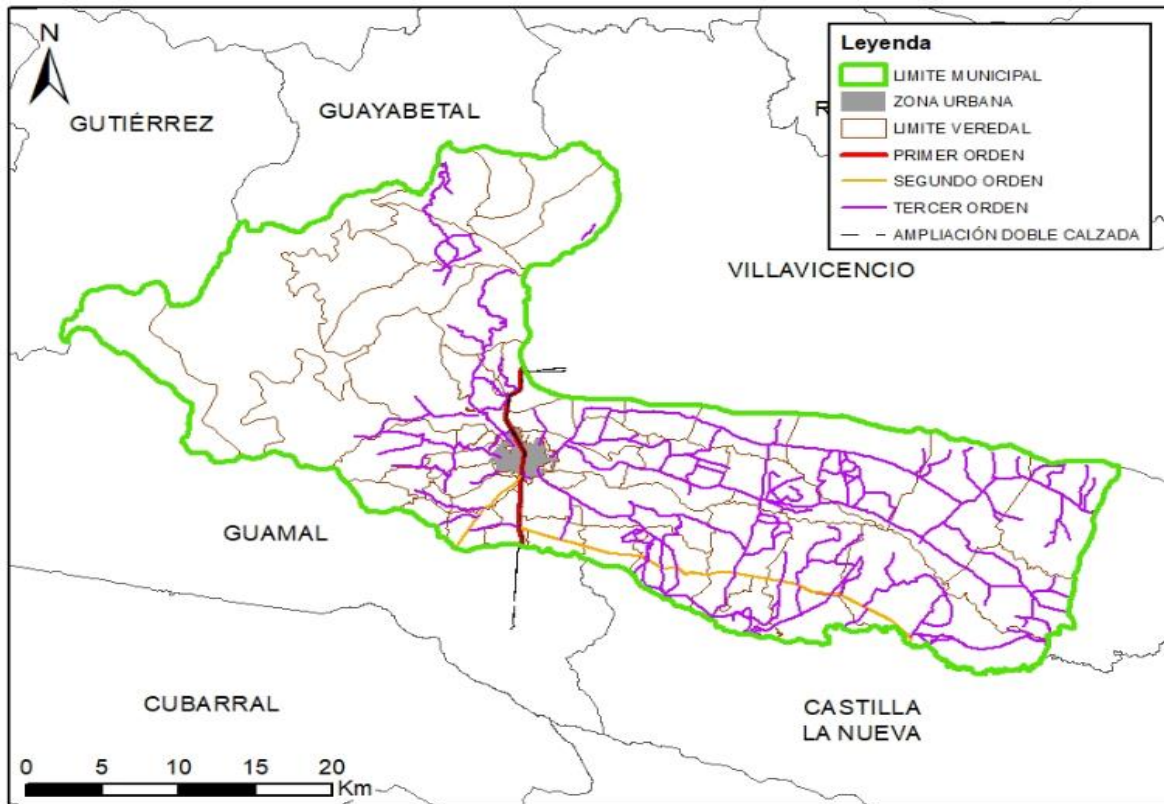 N
GUTIÉRREZ
GUAYABETAL
R
Leyenda
LIMITE MUNICIPAL
ZONA URBANA
LIMITE VEREDAL
PRIMER ORDEN
SEGUNDO ORDEN
TERCER ORDEN
AMPLIACIÓN DOBLE CALZADA
VILLAVICENCIO
GUAMAL
CUBARRAL
CASTILLA
LA NUEVA
0 5 10 15 20
Km